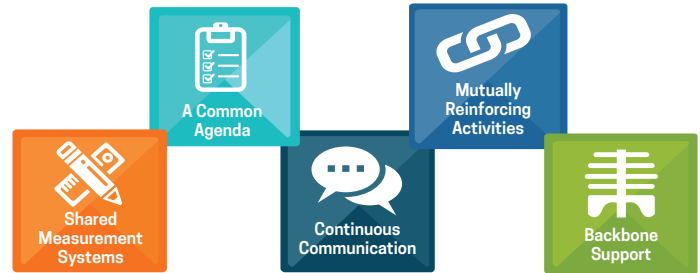 Shared
Measurement
Systems
A Common
Agenda
Continuous
Communication
Mutually
Reinforcing
Activities
Backbone
Support